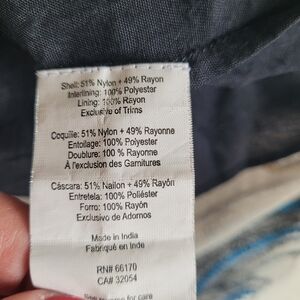 Shell: 51% Nylon + 49% Rayon
Interlining: 100% Polyester
Lining: 100% Rayon
Exclusive of Trims
Coquille: 51% Nylon + 49% Rayonne
Entoilage: 100% Polyester
Doublure: 100 % Rayonne
À l'exclusion des Garnitures
Cáscara: 51% Nailon + 49% Rayón
Entretela: 100% Poliéster
Forro: 100% Rayón
Exclusivo de Adornos
Made in India
Fabriqué en Inde
RN# 66170
CA# 32054
for care